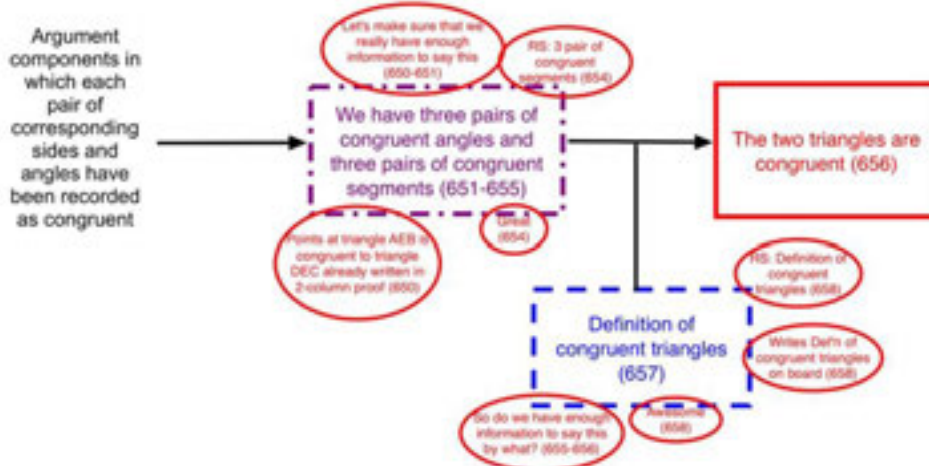 Argument
components in
which each
pair of
corresponding
sides and
angles have
been recorded
as congruent
Let's make sure that we
really have enough
information to say this
(650-651)
RS: 3 pair of
congruent
segments (654)
We have three pairs of
congruent angles and
three pairs of congruent
segments (651-655)
Points at triangle AEB is
congruent to triangle
DEC already written in
2-column proof (650)
Great
(654)
The two triangles are
congruent (656)
RS: Definition of
congruent
triangles (658)
Definition of
congruent triangles
(657)
Writes Def'n of
congruent triangles
on board (658)
So do we have enough
information to say this
by what? (655-656)
Awesome
(658)